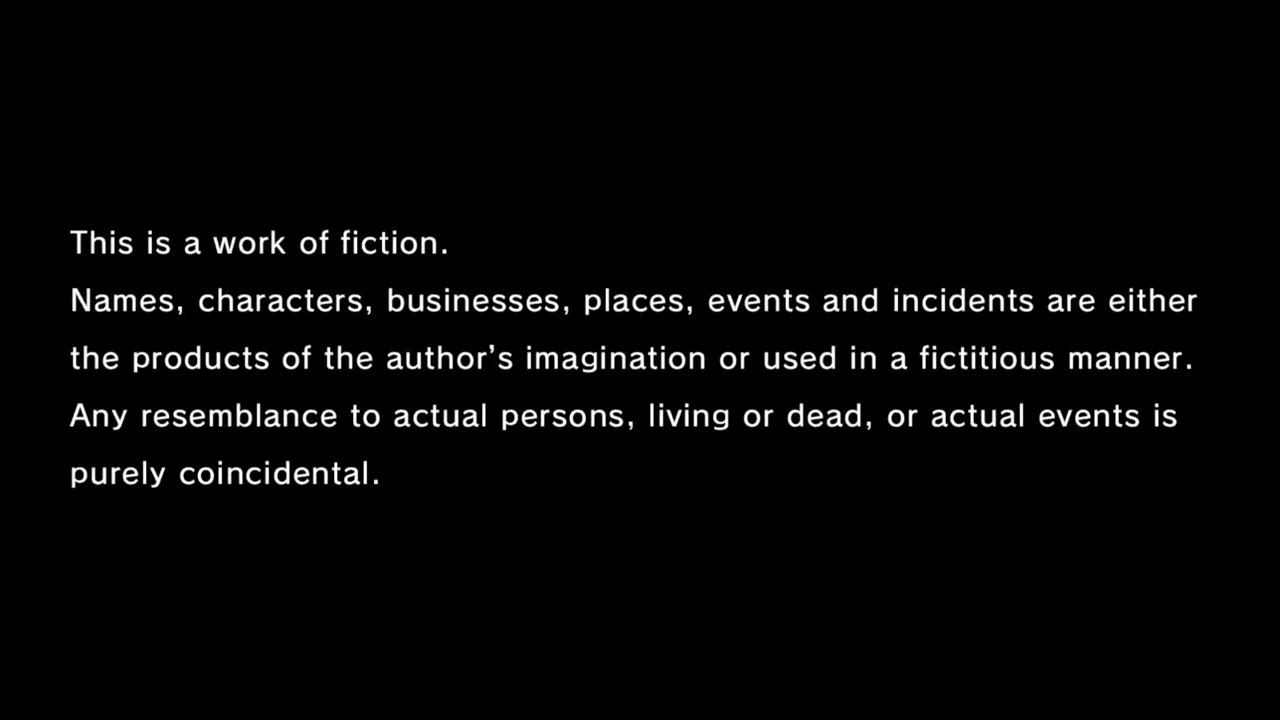 This is a work of fiction.
Names, characters, businesses, places, events and incidents are either
the products of the author’s imagination or used in a fictitious manner.
Any resemblance to actual persons, living or dead, or actual events is
purely coincidental.